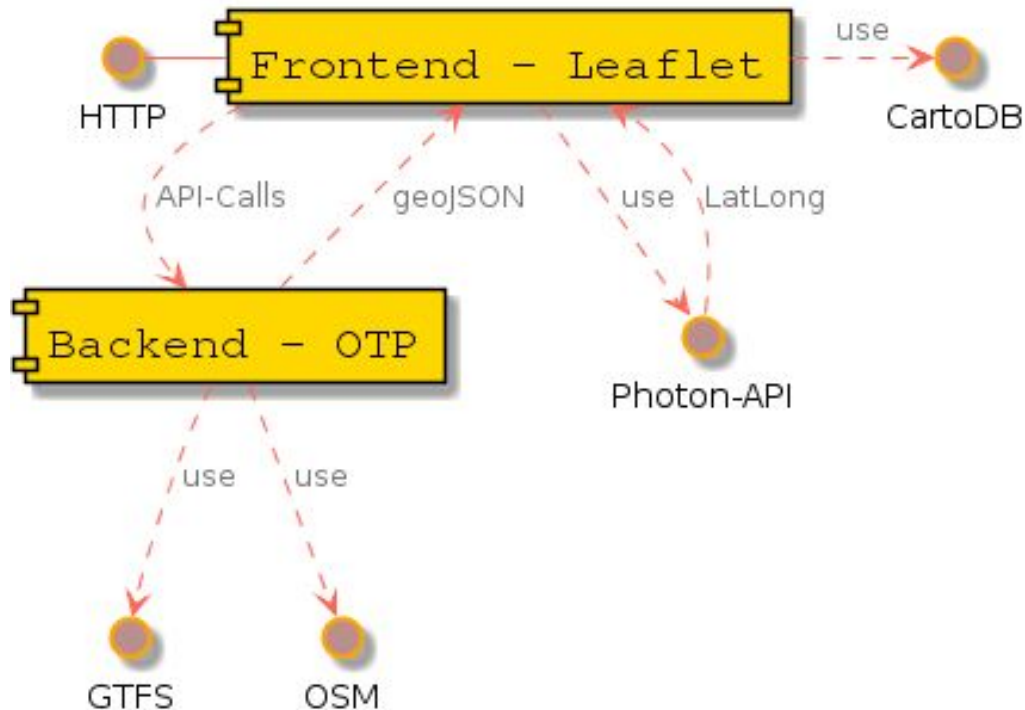 Frontend - Leaflet
use
HTTP
CartoDB
API-Calls
geoJSON
use
LatLong
Backend - OTP
Photon-API
use
use
GTFS
OSM